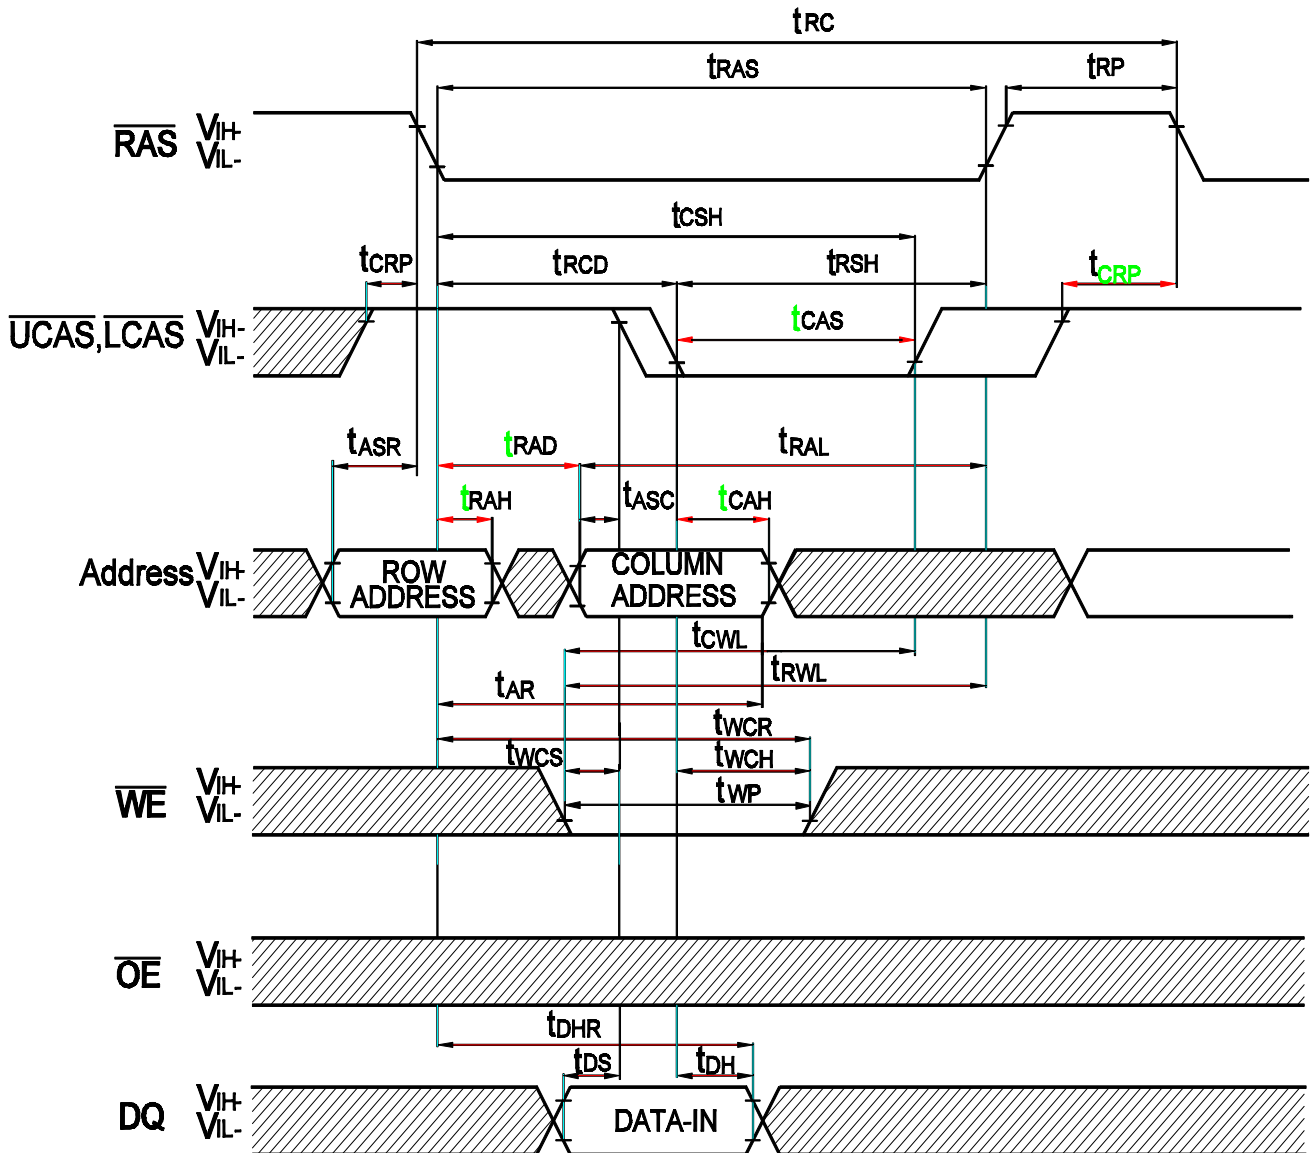 tRC
tRAS
tRP
RAS
VIH-
VIL-
tCSH
tCRP
tRCD
tRSH
tCRP
UCAS,LCAS
VIH-
VIL-
tCAS
tASR
tRAD
tRAL
tRAH
tASC
tCAH
Address
VIH-
VIL-
ROW
ADDRESS
COLUMN
ADDRESS
tCWL
tRWL
tAR
tWCR
tWCS
tWCH
WE
VIH-
VIL-
tWP
OE
VIH-
VIL-
tDHR
tDS
tDH
DQ
VIH-
VIL-
DATA-IN